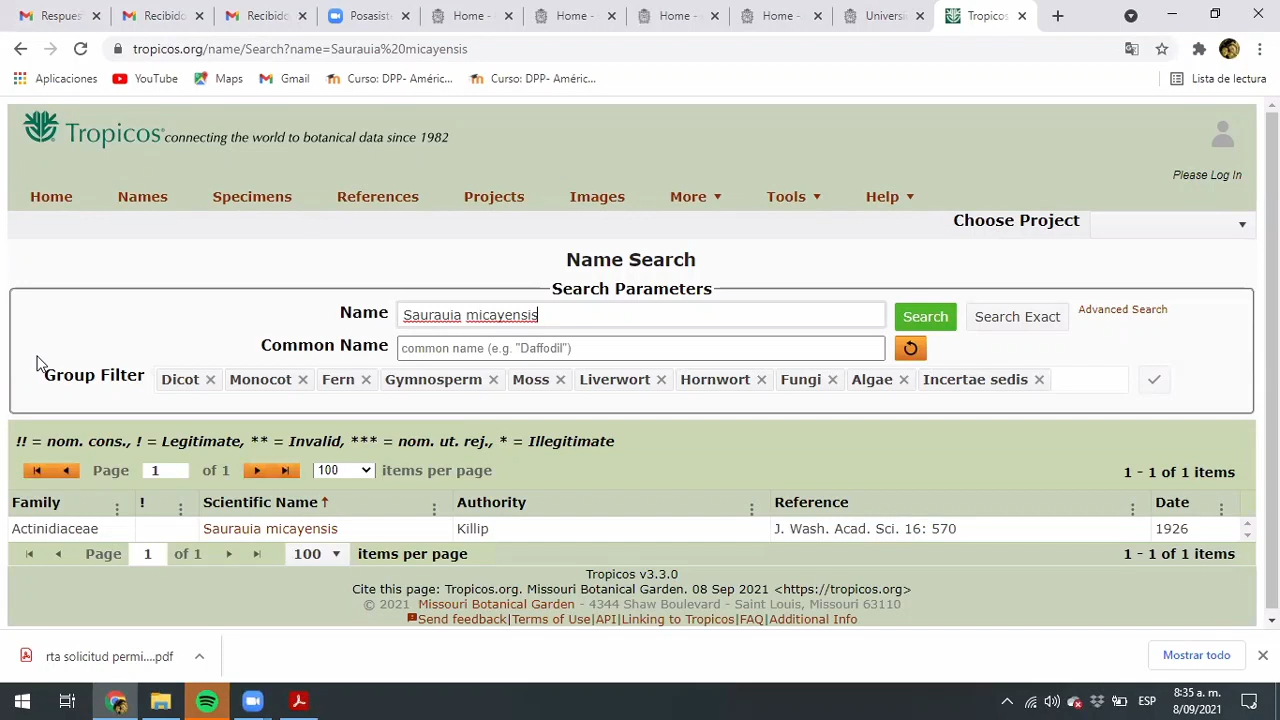 Respues
Recibido
Recibido
Posasist
Home -
Home -
Home -
Home -
Universa
Tropicos
tropicos.org/name/Search?name=Saurauia%20micayensis
Aplicaciones YouTube Maps Gmail Curso: DPP- Améric... Curso: DPP- Améric... Lista de lectura
Tropicos® connecting the world to botanical data since 1982
Please Log In
Home Names Specimens References Projects Images More Tools Help
Choose Project
Name Search
Search Parameters
Name Saurauia micayensis Search Search Exact Advanced Search
Common Name common name (e.g. "Daffodil")
Group Filter Dicot Monocot Fern Gymnosperm Moss Liverwort Hornwort Fungi Algae Incertae sedis
!! = nom. cons., ! = Legitimate, ** = Invalid, *** = nom. ut. rej., * = Illegitimate
Page 1 of 1 100 items per page 1 - 1 of 1 items
Family ! Scientific Name↑ Authority Reference Date
Actinidiaceae Saurauia micayensis Killip J. Wash. Acad. Sci. 16: 570 1926
Page 1 of 1 100 items per page 1 - 1 of 1 items
Tropicos v3.3.0
Cite this page: Tropicos.org. Missouri Botanical Garden. 08 Sep 2021 <https://tropicos.org>
© 2021 Missouri Botanical Garden - 4344 Shaw Boulevard - Saint Louis, Missouri 63110
Send feedback|Terms of Use|API|Linking to Tropicos|FAQ|Additional Info
rta solicitud permi....pdf Mostrar todo
ESP 8:35 a. m.
8/09/2021